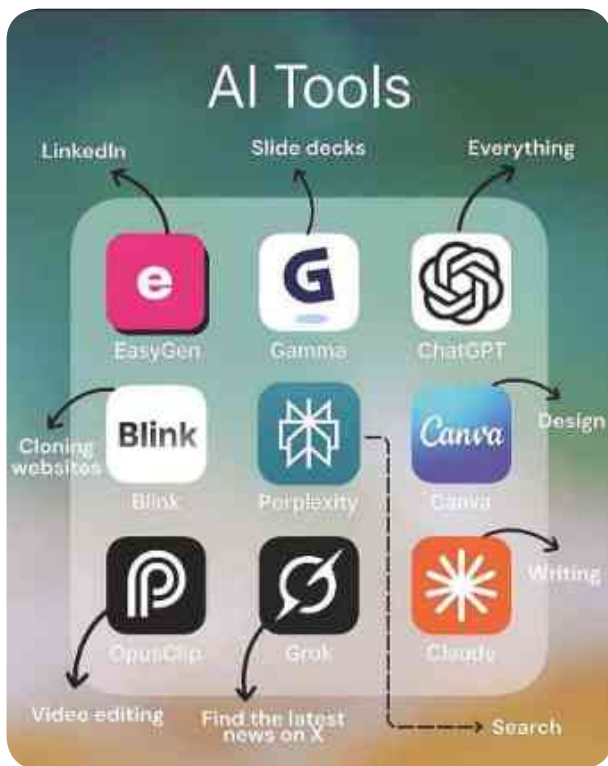 AI Tools
LinkedIn
Slide decks
Everything
e
G
EasyGen
Gamma
ChatGPT
Cloning
websites
Blink
Canva
Design
Blink
Perplexity
Canva
Writing
OpusClip
Grok
Claude
Video editing
Find the latest
news on X
Search